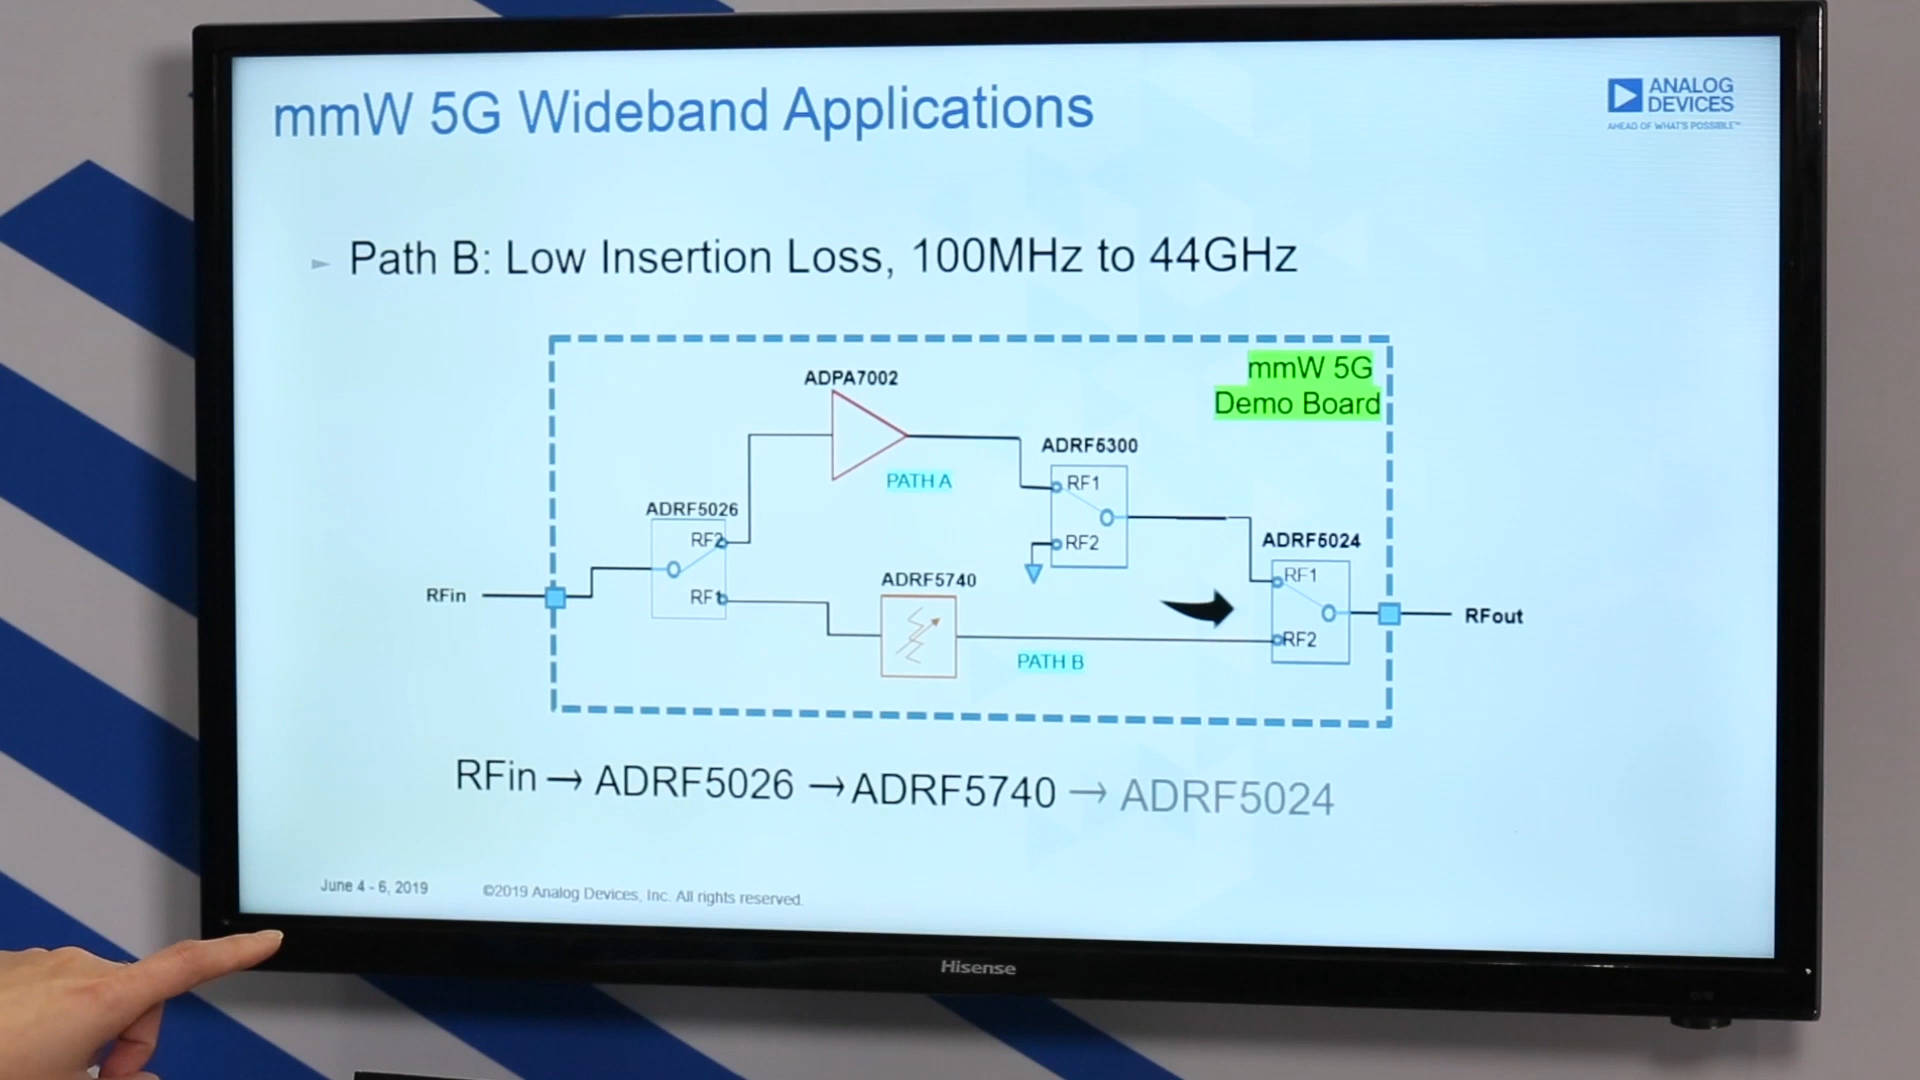 mmW 5G Wideband Applications
ANALOG
DEVICES
AHEAD OF WHAT'S POSSIBLE™
► Path B: Low Insertion Loss, 100MHz to 44GHz
mmW 5G
Demo Board
ADPA7002
PATH A
ADRF5300
RF1
RF2
ADRF5026
RF2
RF1
ADRF5024
RF1
RF2
ADRF5740
PATH B
RFin
RFout
RFin → ADRF5026 → ADRF5740 → ADRF5024
June 4 - 6, 2019
©2019 Analog Devices, Inc. All rights reserved.
Hisense